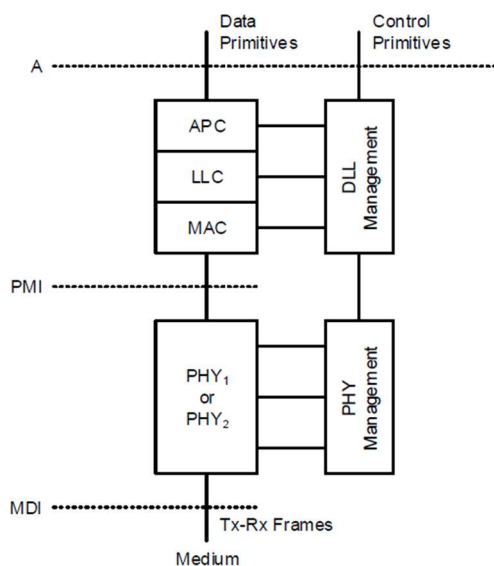 Data
Primitives
Control
Primitives
A
APC
LLC
MAC
DLL
Management
PMI
PHY₁
or
PHY₂
PHY
Management
MDI
Tx-Rx Frames
Medium